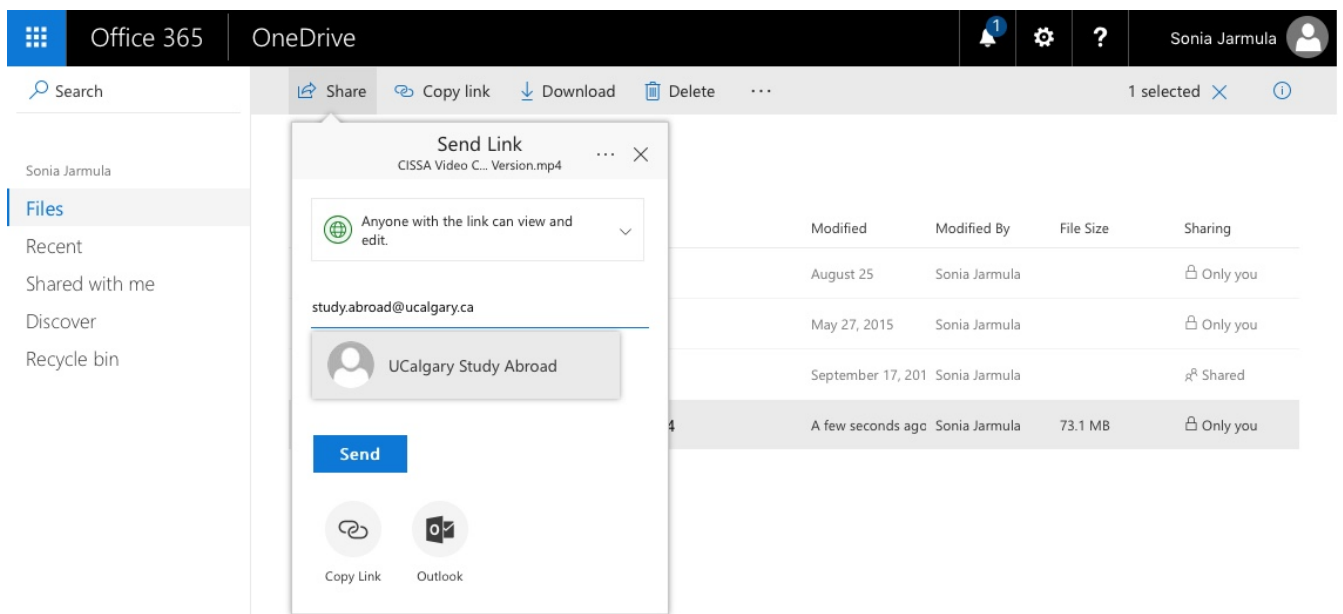 Office 365 OneDrive 1 ? Sonia Jarmula
Search Share Copy link Download Delete ... 1 selected
Sonia Jarmula
Files
Recent
Shared with me
Discover
Recycle bin
Send Link
CISSA Video C... Version.mp4
...
Anyone with the link can view and
edit.
study.abroad@ucalgary.ca
UCalgary Study Abroad
Send
Copy Link Outlook
Modified Modified By File Size Sharing
August 25 Sonia Jarmula Only you
May 27, 2015 Sonia Jarmula Only you
September 17, 201 Sonia Jarmula Shared
4 A few seconds ago Sonia Jarmula 73.1 MB Only you